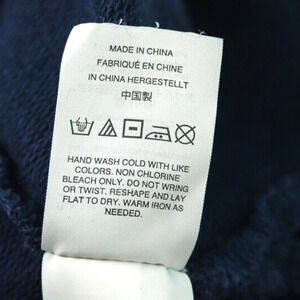 MADE IN CHINA
FABRIQUÉ EN CHINE
IN CHINA HERGESTELLT
中国製
HAND WASH COLD WITH LIKE
COLORS. NON CHLORINE
BLEACH ONLY. DO NOT WRING
OR TWIST. RESHAPE AND LAY
FLAT TO DRY. WARM IRON AS
NEEDED.